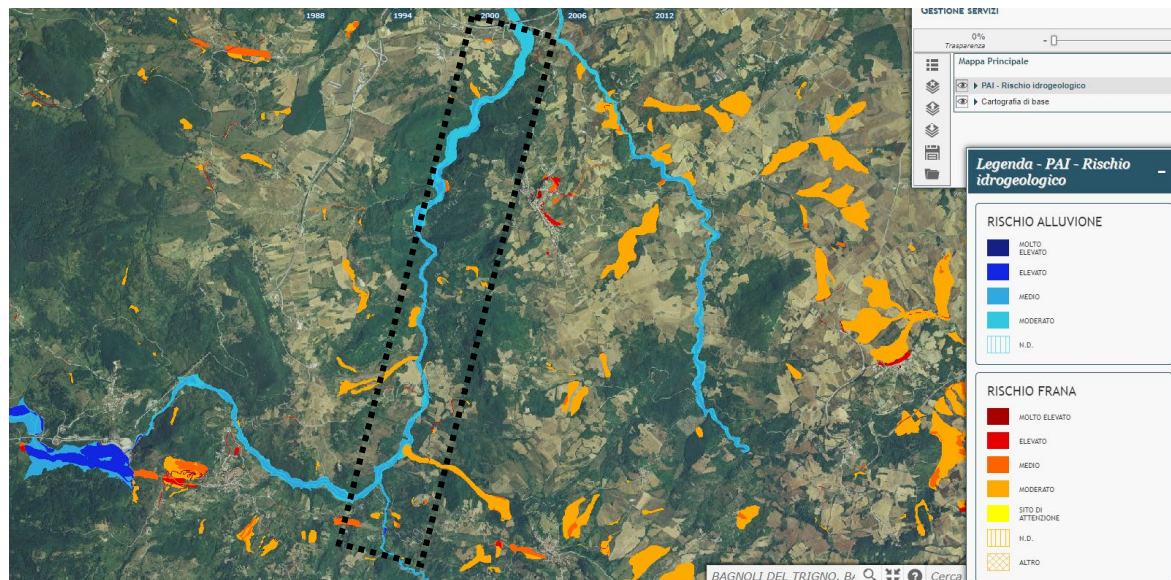 1988 1994 2000 2006 2012
GESTIONE SERVIZI
0%
Trasparenza
Mappa Principale
PAI - Rischio idrogeologico
Cartografia di base
Legenda - PAI - Rischio
idrogeologico
RISCHIO ALLUVIONE
MOLTO
ELEVATO
ELEVATO
MEDIO
MODERATO
N.D.
RISCHIO FRANA
MOLTO ELEVATO
ELEVATO
MEDIO
MODERATO
SITO DI
ATTENZIONE
N.D.
ALTRO
BAGNOLI DEL TRIGNO, BA Cerca